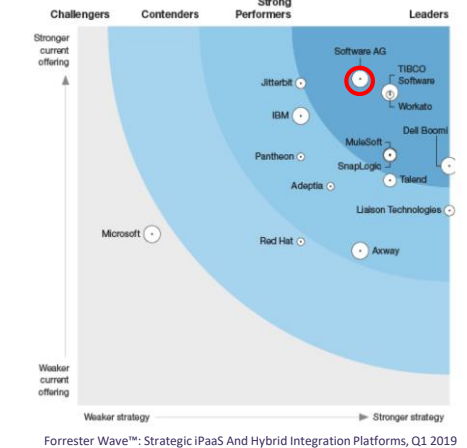 Strong
Challengers Contenders Performers Leaders
Stronger
current
offering
Software AG
TIBCO
Software
Jitterbit
Workato
IBM
Dell Boomi
MuleSoft
Pantheon
SnapLogic
Talend
Adeptia
Liaison Technologies
Microsoft
Red Hat
Axway
Weaker
current
offering
Weaker strategy Stronger strategy
Forrester Wave™: Strategic iPaaS And Hybrid Integration Platforms, Q1 2019